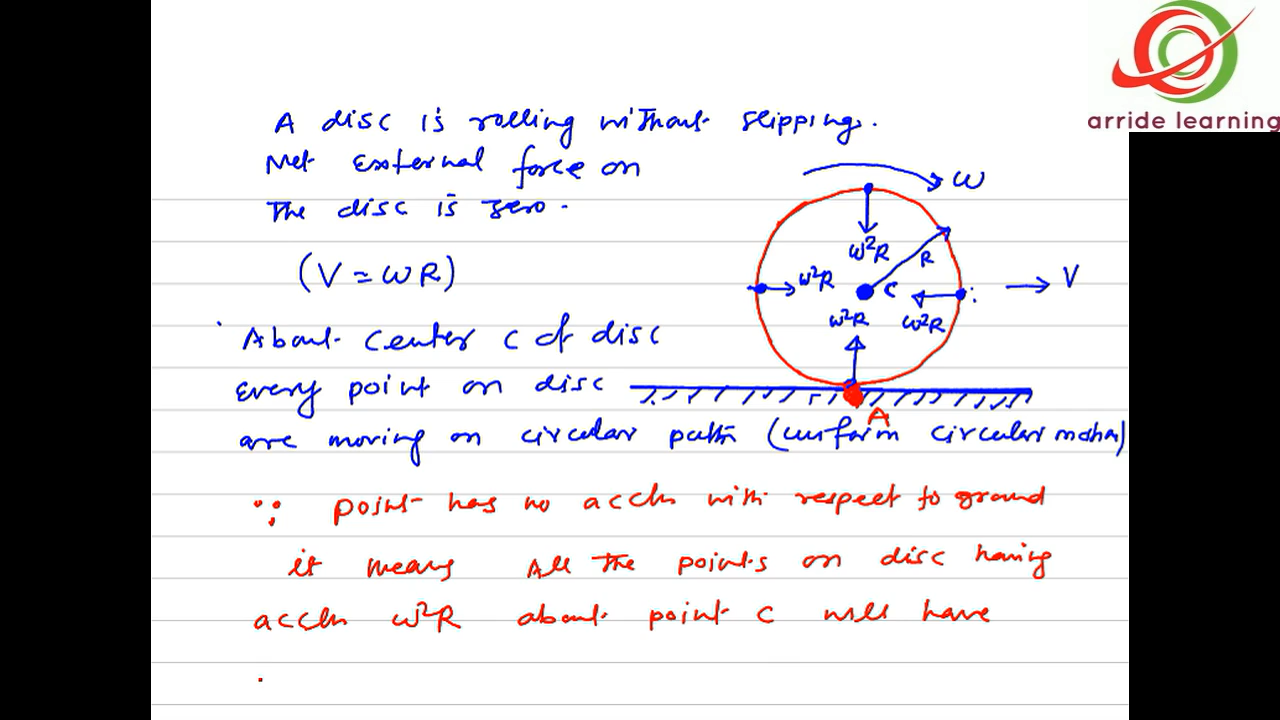 arride learning
A disc is rolling without slipping.
Net External force on
The disc is zero.
(V = ωR)
About center C of disc
every point on disc
are moving on circular path (uniform circular motion)
∵ point has no accln with respect to ground
it means All the points on disc having
accln ω²R about point C will have
ω
ω²R
R
ω²R
C
V
ω²R
ω²R
A